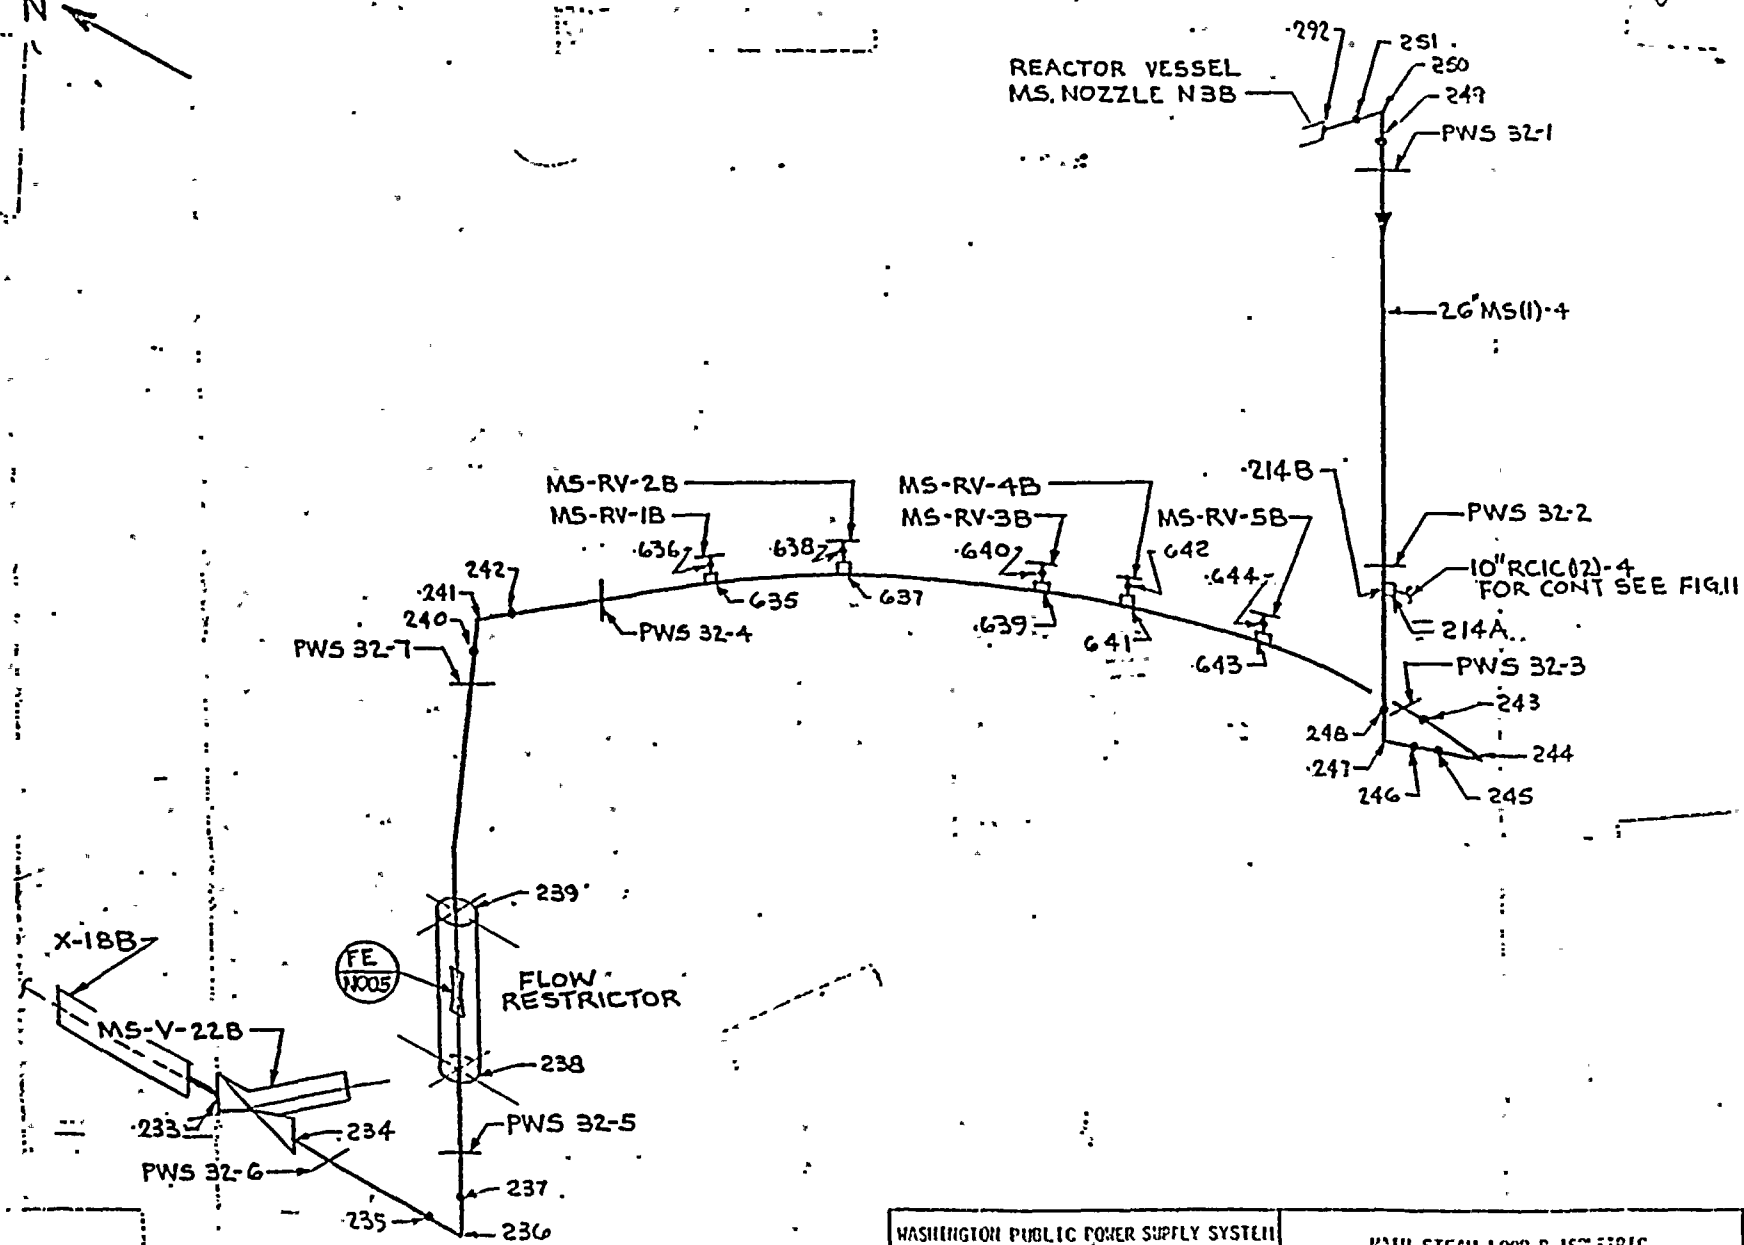 N
REACTOR VESSEL
MS. NOZZLE N3B
292
251
250
249
PWS 32-1
26"MS(1)-4
MS-RV-2B
MS-RV-1B
636
638
MS-RV-4B
MS-RV-3B
640
642
MS-RV-5B
644
214B
PWS 32-2
10"RCIC(12)-4
FOR CONT SEE FIG.11
214A
242
241
240
PWS 32-7
PWS 32-4
635
637
639
641
643
PWS 32-3
243
248
247
244
246
245
239
X-18B
FE
N005
FLOW
RESTRICTOR
MS-V-22B
238
233
234
PWS 32-5
PWS 32-6
237
235
236
WASHINGTON PUBLIC POWER SUPPLY SYSTEM
MAIN STEAM LOOP B ISOMETRIC